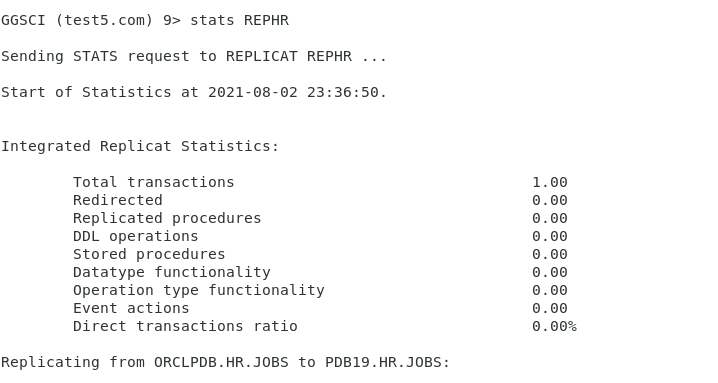 GGSCI (test5.com) 9> stats REPHR
Sending STATS request to REPLICAT REPHR ...
Start of Statistics at 2021-08-02 23:36:50.
Integrated Replicat Statistics:
Total transactions 1.00
Redirected 0.00
Replicated procedures 0.00
DDL operations 0.00
Stored procedures 0.00
Datatype functionality 0.00
Operation type functionality 0.00
Event actions 0.00
Direct transactions ratio 0.00%
Replicating from ORCLPDB.HR.JOBS to PDB19.HR.JOBS: